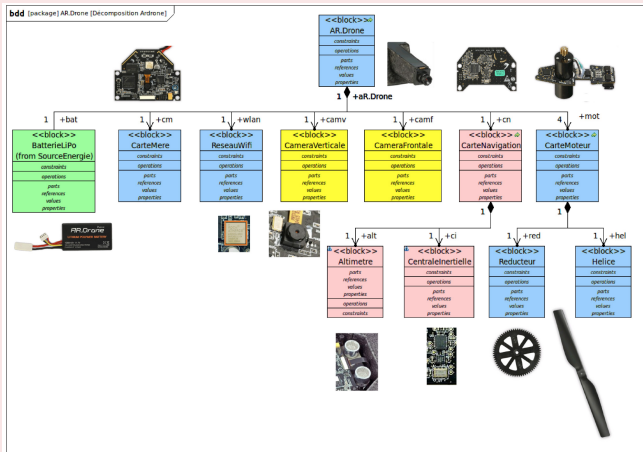 bdd [package] AR.Drone [Décomposition Ardrone]
<<block>>
AR.Drone
constraints
operations
parts
references
values
properties
1 +aR.Drone
1 +bat
1 +cm
1 +wlan
1 +camv
1 +camf
1 +cn
4 +mot
<<block>>
BatterieLiPo
(from SourceEnergie)
constraints
operations
parts
references
values
properties
<<block>>
CarteMere
constraints
operations
parts
references
values
properties
<<block>>
ReseauWifi
constraints
operations
parts
references
values
properties
<<block>>
CameraVerticale
constraints
operations
parts
references
values
properties
<<block>>
CameraFrontale
constraints
operations
parts
references
values
properties
<<block>>
CarteNavigation
constraints
operations
parts
references
values
properties
<<block>>
CarteMoteur
constraints
operations
parts
references
values
properties
1
1
AR.Drone
1 +alt
1 +ci
1 +red
1 +hel
<<block>>
Altimetre
parts
references
values
properties
operations
constraints
<<block>>
CentraleInertielle
constraints
operations
parts
references
values
properties
<<block>>
Reducteur
constraints
operations
parts
references
values
properties
<<block>>
Helice
constraints
operations
parts
references
values
properties